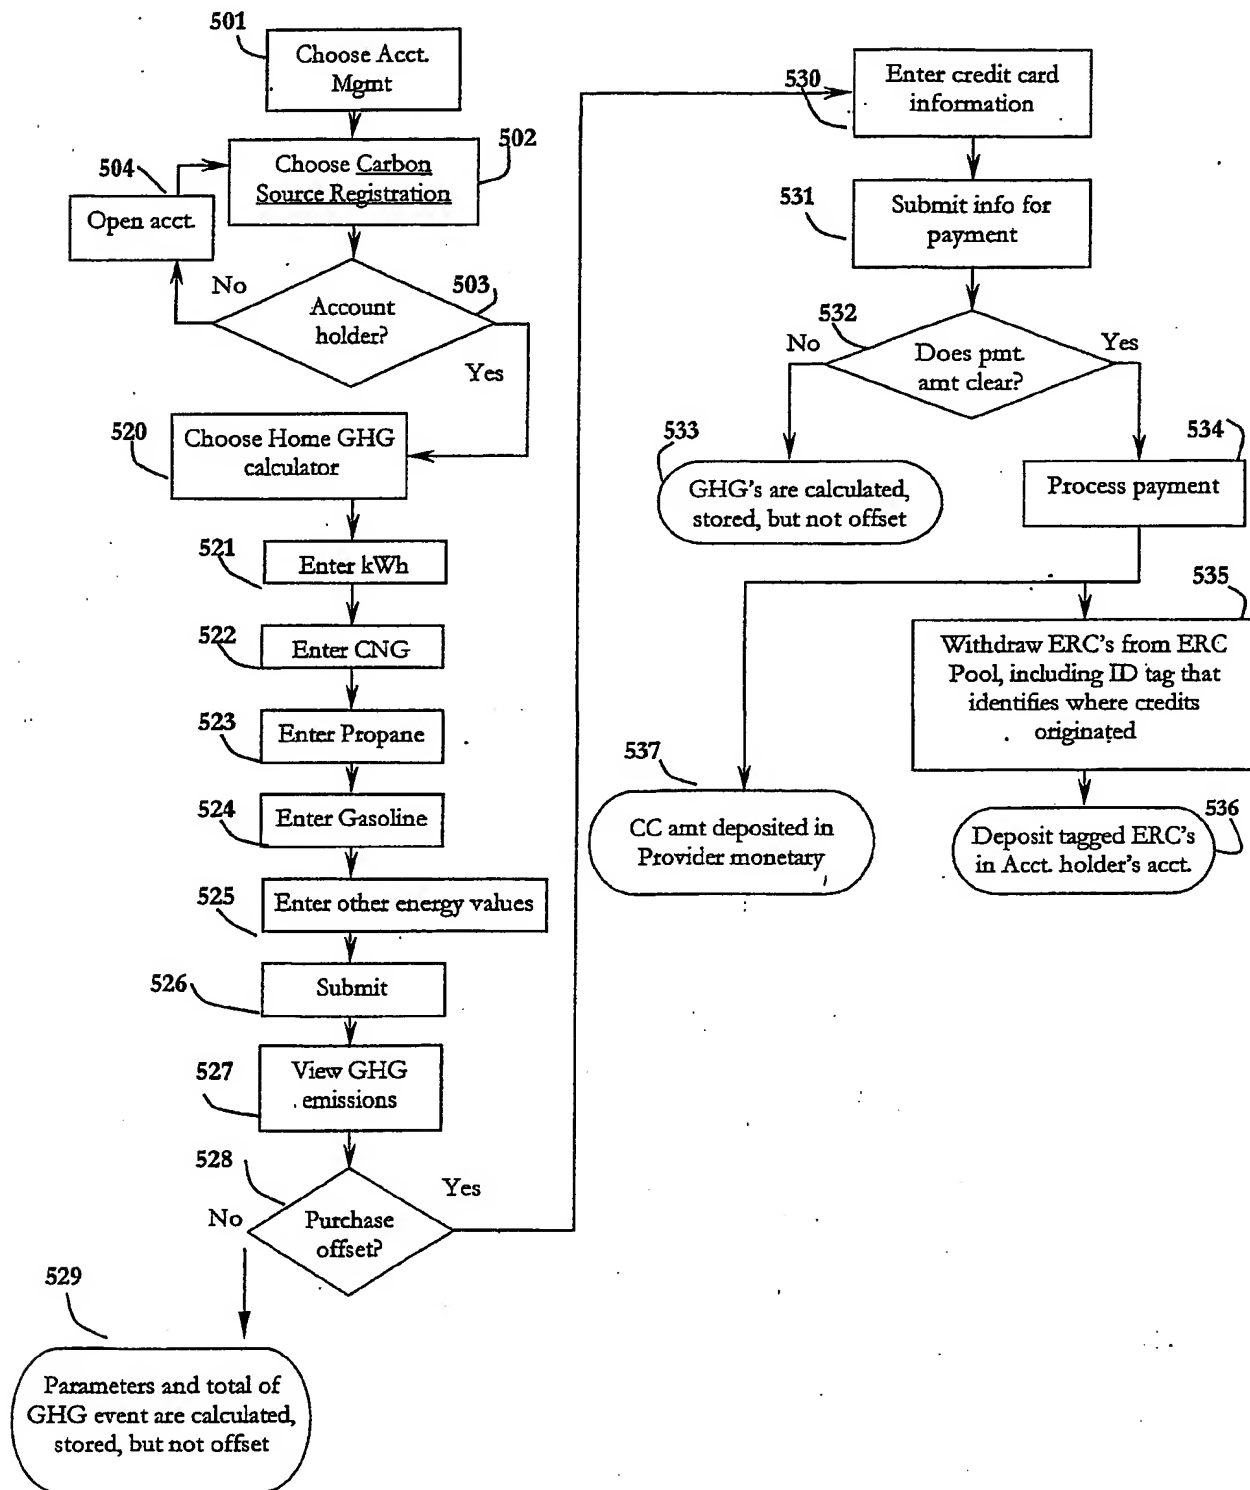 501
Choose Acct.
Mgmt
502
Choose Carbon
Source Registration
504
Open acct.
No
503
Account
holder?
Yes
520
Choose Home GHG
calculator
521
Enter kWh
522
Enter CNG
523
Enter Propane
524
Enter Gasoline
525
Enter other energy values
526
Submit
527
View GHG
emissions
528
Yes
No
Purchase
offset?
529
Parameters and total of
GHG event are calculated,
stored, but not offset
530
Enter credit card
information
531
Submit info for
payment
532
No
Yes
Does pmt.
amt clear?
533
GHG's are calculated,
stored, but not offset
534
Process payment
535
Withdraw ERC's from ERC
Pool, including ID tag that
identifies where credits
originated
537
CC amt deposited in
Provider monetary
536
Deposit tagged ERC's
in Acct. holder's acct.